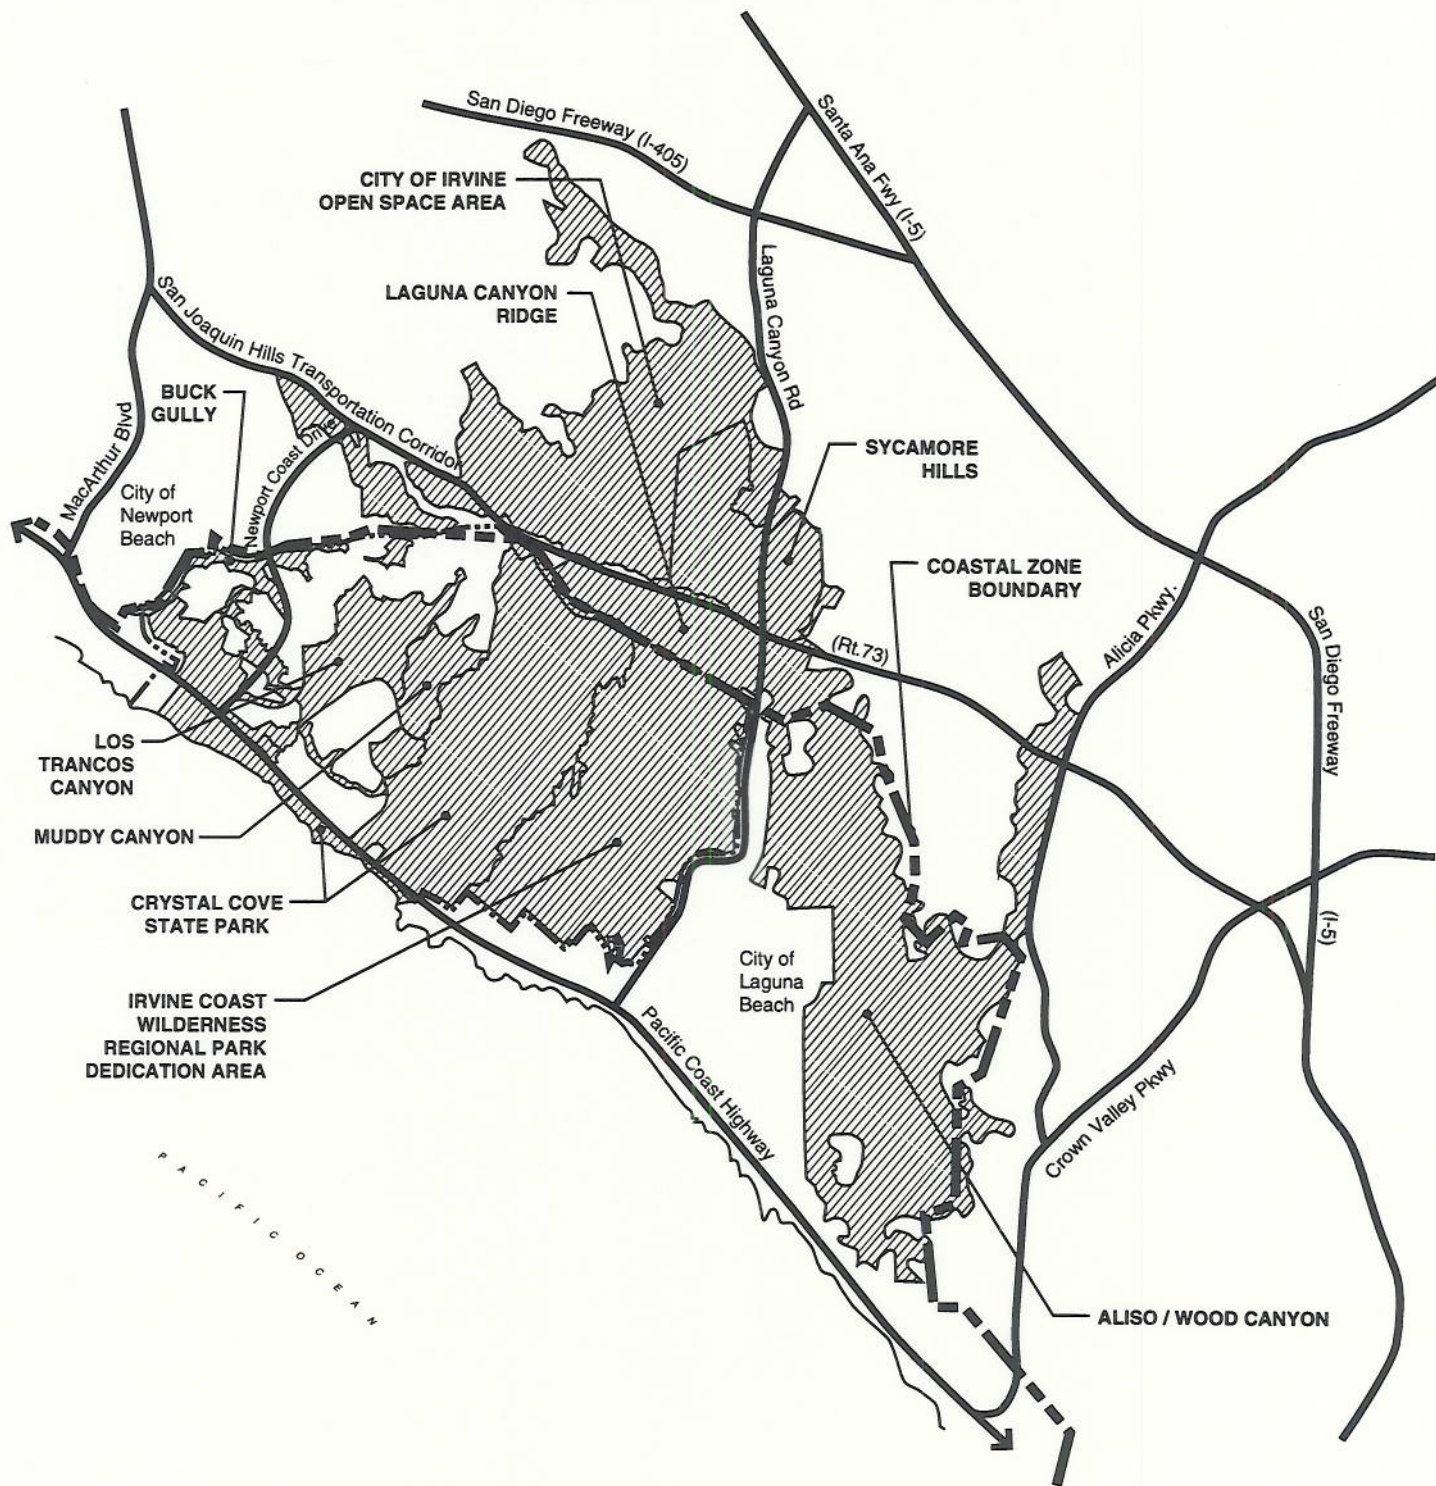 San Diego Freeway (I-405)
Santa Ana Fwy (I-5)
CITY OF IRVINE
OPEN SPACE AREA
LAGUNA CANYON
RIDGE
Laguna Canyon Rd
San Joaquin Hills Transportation Corridor
BUCK
GULLY
MacArthur Blvd
Newport Coast Drive
City of
Newport
Beach
SYCAMORE
HILLS
COASTAL ZONE
BOUNDARY
Alicia Pkwy.
(Rt.73)
San Diego Freeway
(I-5)
LOS
TRANCOS
CANYON
MUDDY CANYON
CRYSTAL COVE
STATE PARK
City of
Laguna
Beach
IRVINE COAST
WILDERNESS
REGIONAL PARK
DEDICATION AREA
Pacific Coast Highway
Crown Valley Pkwy
PACIFIC OCEAN
ALISO / WOOD CANYON